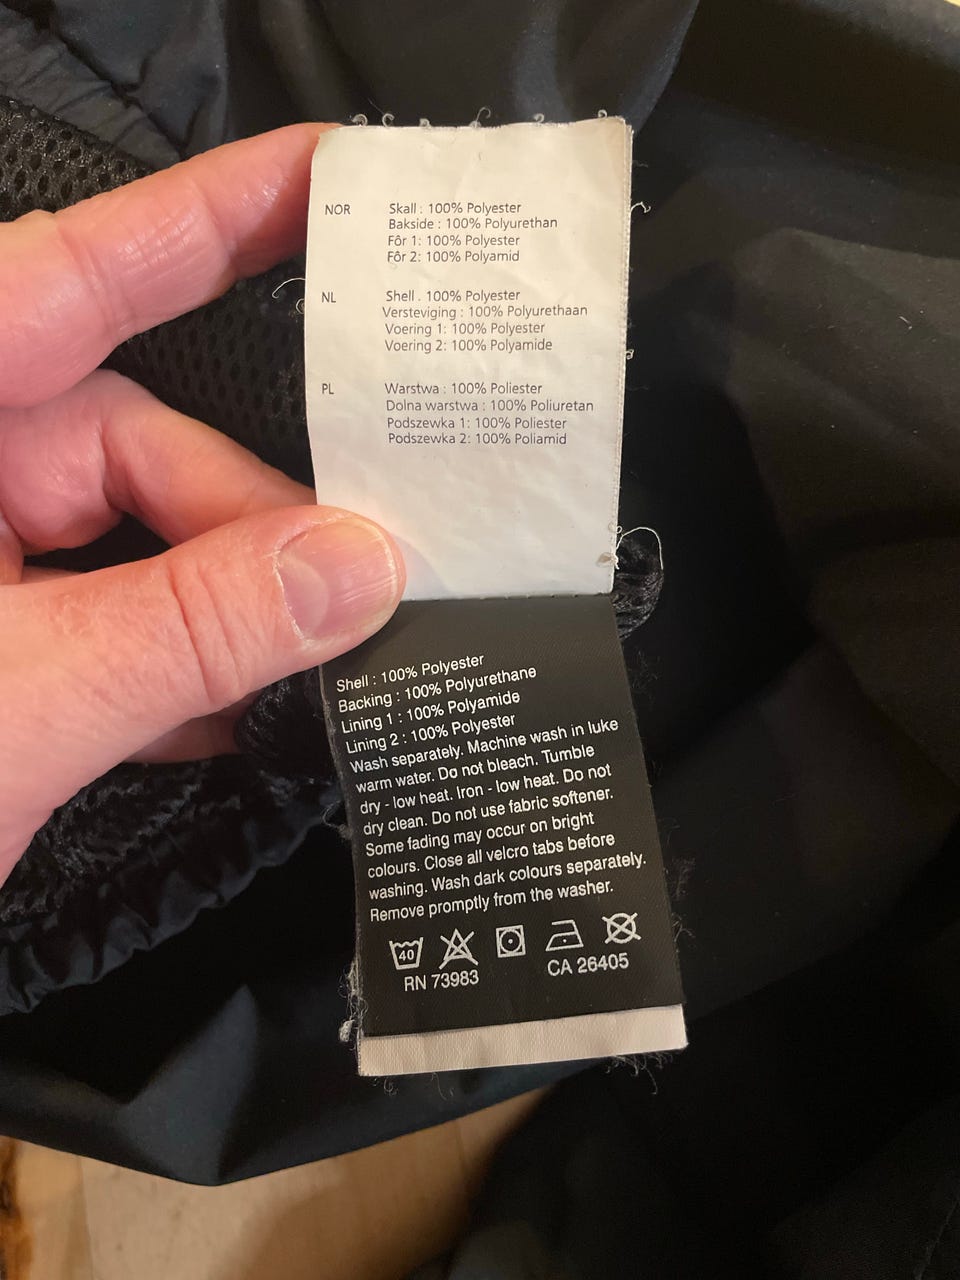 NOR Skall : 100% Polyester
Bakside : 100% Polyurethan
Fôr 1: 100% Polyester
Fôr 2: 100% Polyamid
NL Shell . 100% Polyester
Versteviging : 100% Polyurethaan
Voering 1: 100% Polyester
Voering 2: 100% Polyamide
PL Warstwa : 100% Poliester
Dolna warstwa : 100% Poliuretan
Podszewka 1: 100% Poliester
Podszewka 2: 100% Poliamid
Shell : 100% Polyester
Backing : 100% Polyurethane
Lining 1 : 100% Polyamide
Lining 2 : 100% Polyester
Wash separately. Machine wash in luke
warm water. Do not bleach. Tumble
dry - low heat. Iron - low heat. Do not
dry clean. Do not use fabric softener.
Some fading may occur on bright
colours. Close all velcro tabs before
washing. Wash dark colours separately.
Remove promptly from the washer.
40
RN 73983 CA 26405